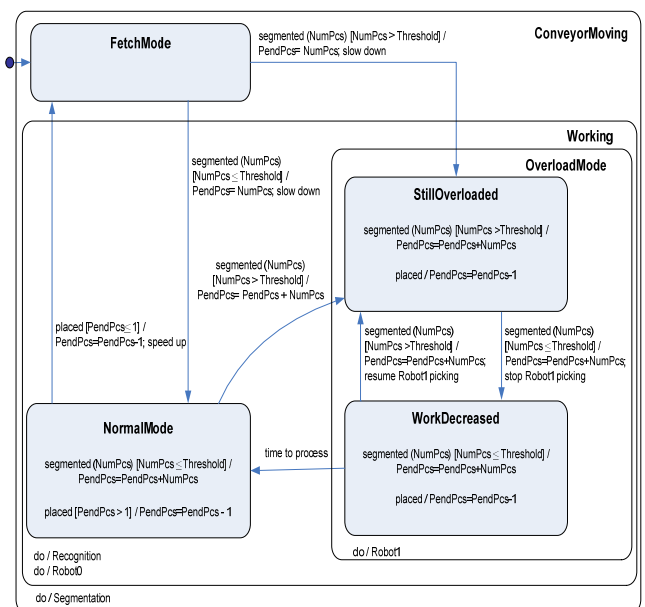 ConveyorMoving
FetchMode
segmented (NumPcs) [NumPcs > Threshold] /
PendPcs= NumPcs; slow down
Working
segmented (NumPcs)
[NumPcs ≤ Threshold] /
PendPcs= NumPcs; slow down
OverloadMode
StillOverloaded
segmented (NumPcs) [NumPcs >Threshold] /
PendPcs=PendPcs+NumPcs
placed / PendPcs=PendPcs-1
segmented (NumPcs)
[NumPcs > Threshold] /
PendPcs= PendPcs + NumPcs
placed [PendPcs ≤ 1] /
PendPcs=PendPcs-1; speed up
segmented (NumPcs)
[NumPcs >Threshold] /
PendPcs=PendPcs+NumPcs;
resume Robot1 picking
segmented (NumPcs)
[NumPcs ≤ Threshold] /
PendPcs=PendPcs+NumPcs;
stop Robot1 picking
NormalMode
segmented (NumPcs) [NumPcs ≤ Threshold] /
PendPcs=PendPcs+NumPcs
placed [PendPcs > 1] / PendPcs=PendPcs - 1
time to process
WorkDecreased
segmented (NumPcs) [NumPcs ≤ Threshold] /
PendPcs=PendPcs+NumPcs
placed / PendPcs=PendPcs-1
do / Robot1
do / Recognition
do / Robot0
do / Segmentation